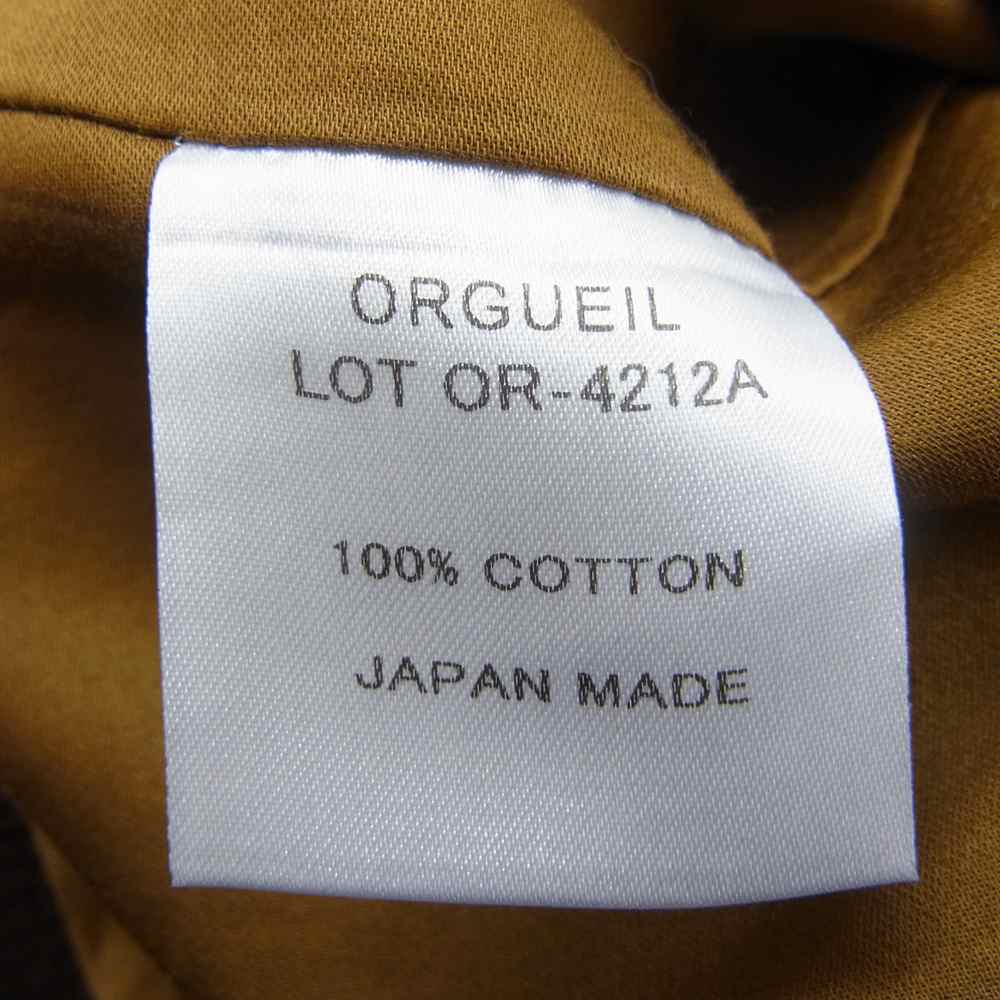 ORGUEIL
LOT OR-4212A
100% COTTON
JAPAN MADE